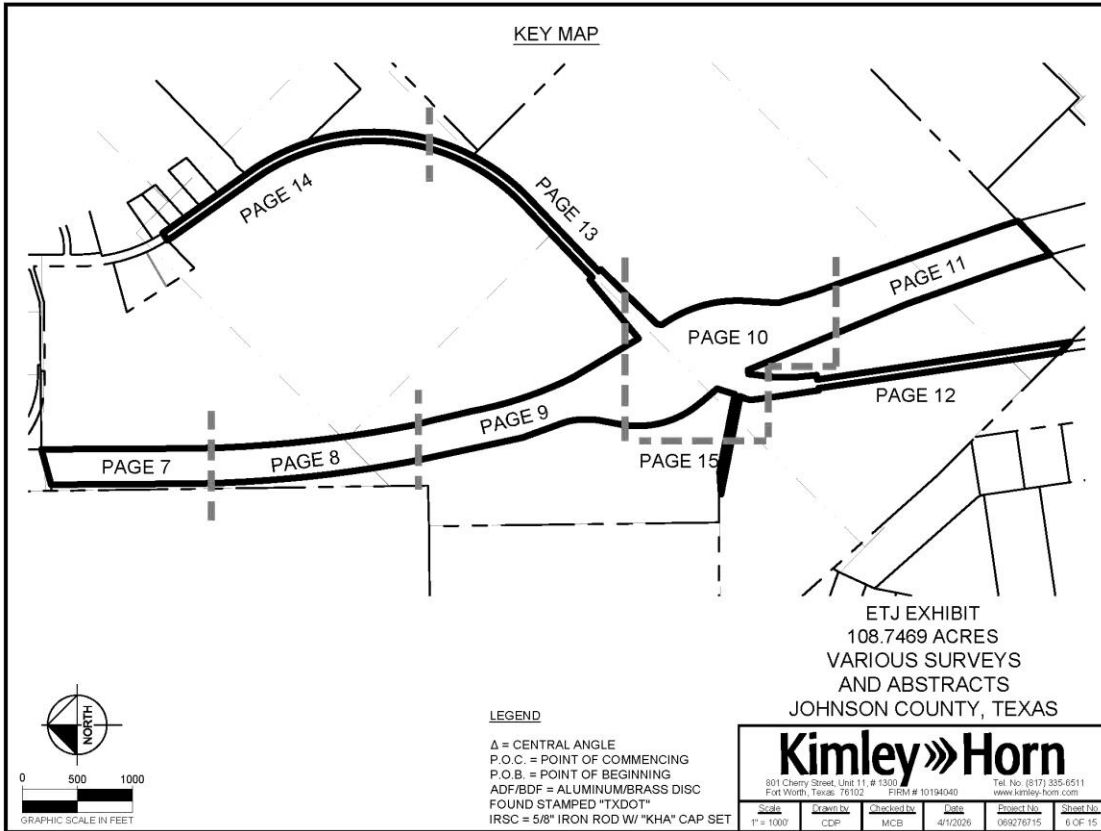 KEY MAP
PAGE 14
PAGE 13
PAGE 11
PAGE 10
PAGE 12
PAGE 9
PAGE 8
PAGE 7
PAGE 15
ETJ EXHIBIT
108.7469 ACRES
VARIOUS SURVEYS
AND ABSTRACTS
JOHNSON COUNTY, TEXAS
NORTH
0 500 1000
GRAPHIC SCALE IN FEET
LEGEND
Δ = CENTRAL ANGLE
P.O.C. = POINT OF COMMENCING
P.O.B. = POINT OF BEGINNING
ADF/BDF = ALUMINUM/BRASS DISC
FOUND STAMPED "TXDOT"
IRSC = 5/8" IRON ROD W/ "KHA" CAP SET
Kimley»Horn
801 Cherry Street, Unit 11, # 1300 Tel. No. (817) 335-6511
Fort Worth, Texas 76102 FIRM # 10194040 www.kimley-horn.com
Scale Drawn by Checked by Date Project No. Sheet No.
1" = 1000' CDP MCB 4/1/2026 069276715 6 OF 15